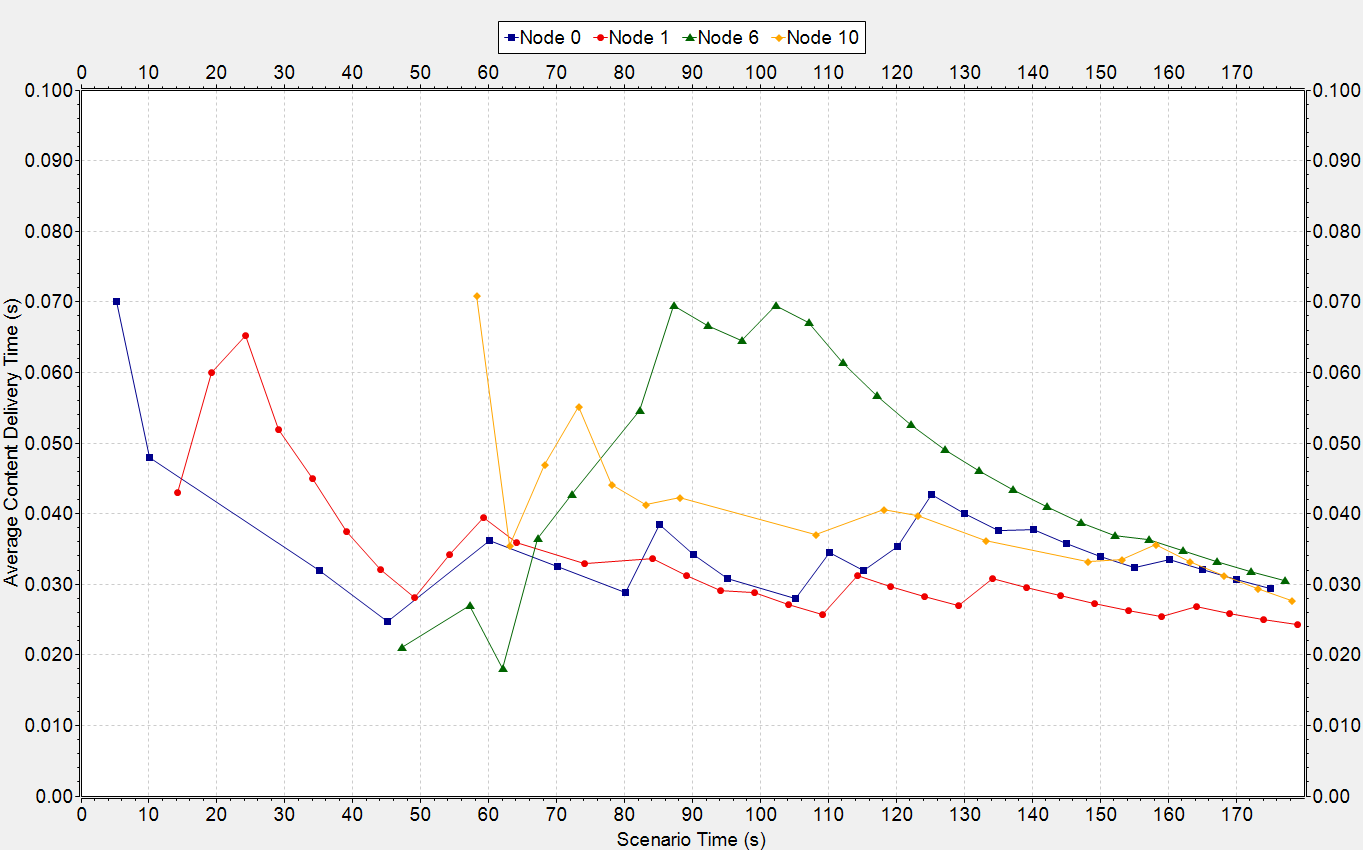 Node 0 Node 1 Node 6 Node 10
0 10 20 30 40 50 60 70 80 90 100 110 120 130 140 150 160 170
0.100 0.100
0.090 0.090
0.080 0.080
0.070 0.070
0.060 0.060
0.050 0.050
0.040 0.040
0.030 0.030
0.020 0.020
0.010 0.010
0.00 0.00
Average Content Delivery Time (s)
0 10 20 30 40 50 60 70 80 90 100 110 120 130 140 150 160 170
Scenario Time (s)